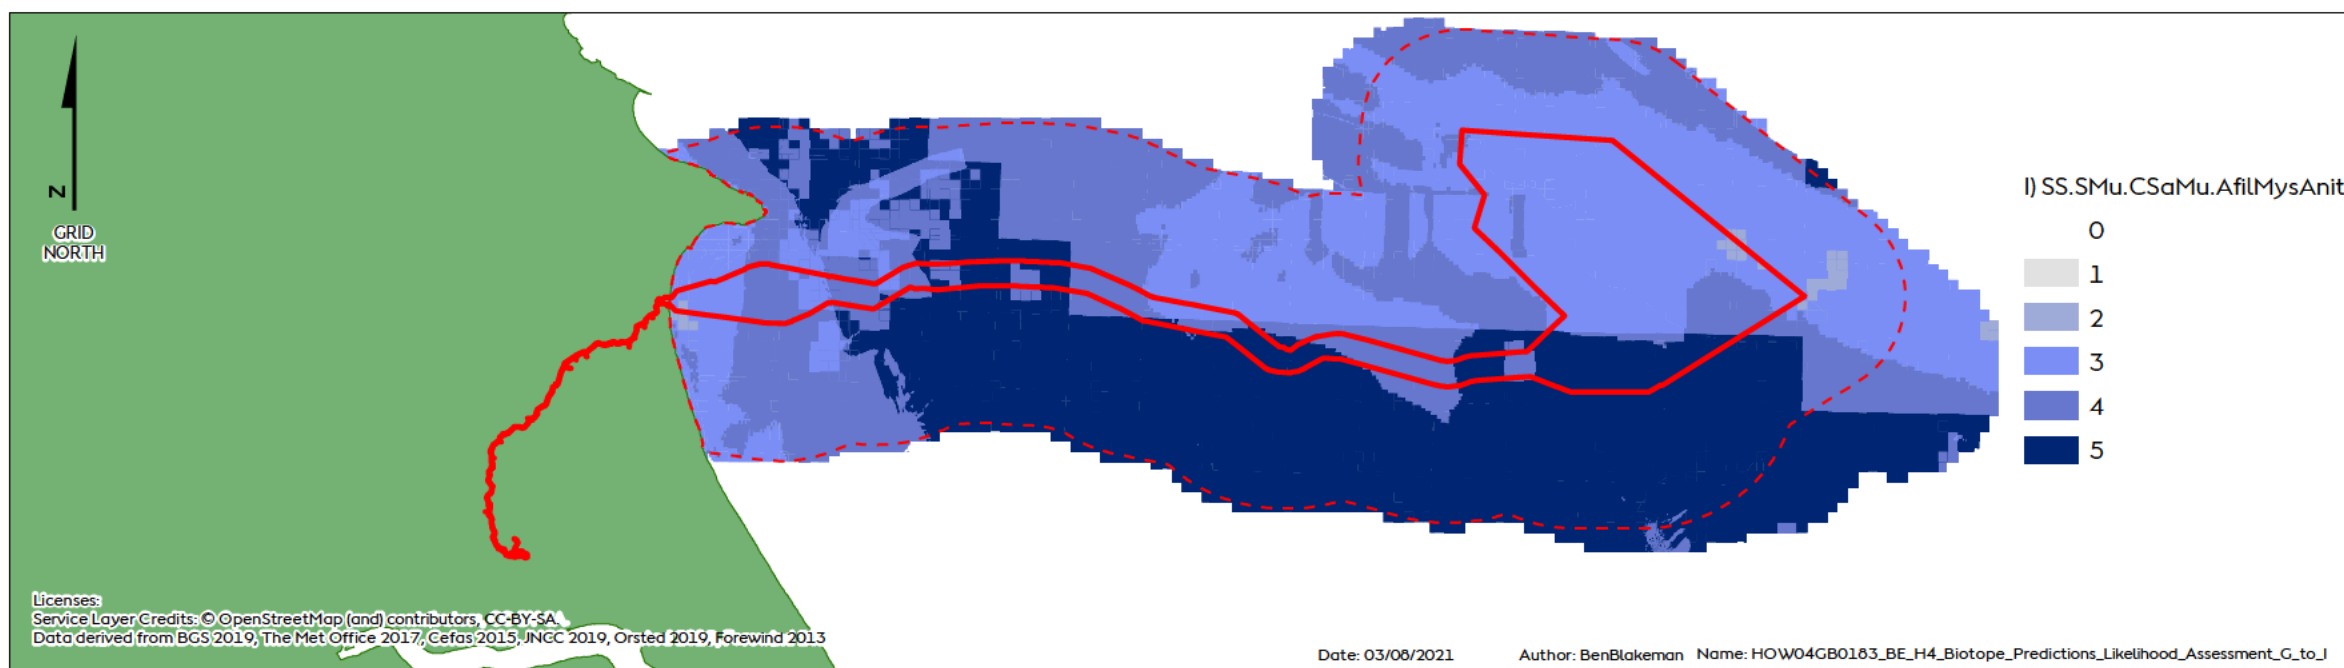 I) SS.SMu.CSaMu.AfilMysAnit
0
1
2
3
4
5
N
GRID
NORTH
Licenses:
Service Layer Credits: © OpenStreetMap (and) contributors, CC-BY-SA.
Data derived from BGS 2019, The Met Office 2017, Cefas 2015, JNCC 2019, Orsted 2019, Forewind 2013
Date: 03/08/2021 Author: BenBlakeman Name: HOW04GB0183_BE_H4_Biotope_Predictions_Likelihood_Assessment_G_to_I